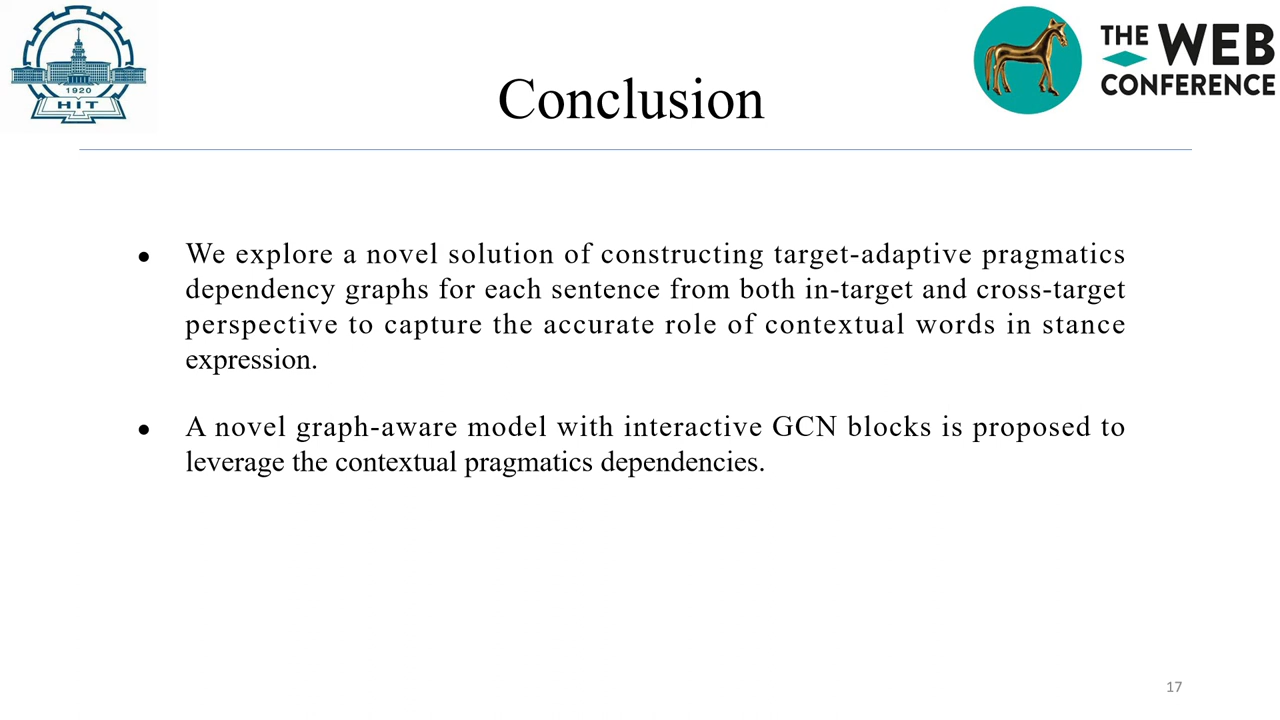 1920
HIT
THE WEB
CONFERENCE
Conclusion
● We explore a novel solution of constructing target-adaptive pragmatics
dependency graphs for each sentence from both in-target and cross-target
perspective to capture the accurate role of contextual words in stance
expression.
● A novel graph-aware model with interactive GCN blocks is proposed to
leverage the contextual pragmatics dependencies.
17